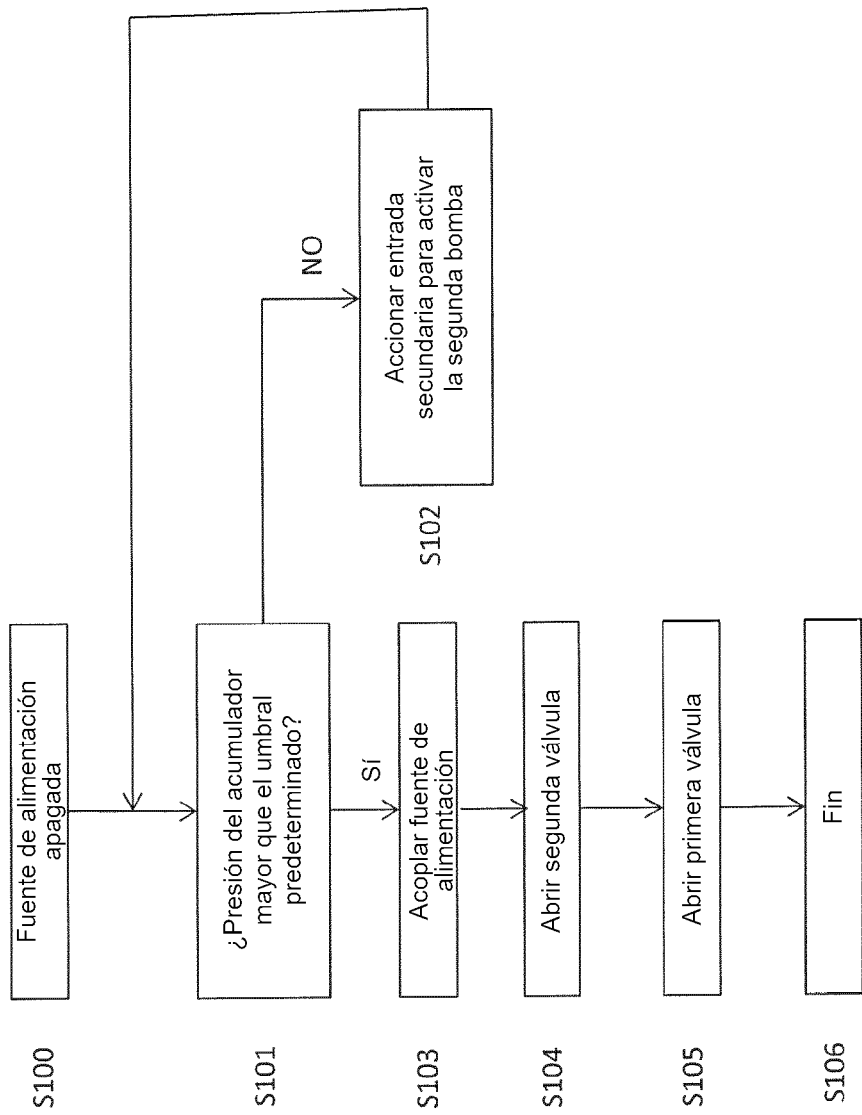 S100
Fuente de alimentación
apagada
S101
¿Presión del acumulador
mayor que el umbral
predeterminado?
NO
S102
Accionar entrada
secundaria para activar
la segunda bomba
Sí
S103
Acoplar fuente de
alimentación
S104
Abrir segunda válvula
S105
Abrir primera válvula
S106
Fin